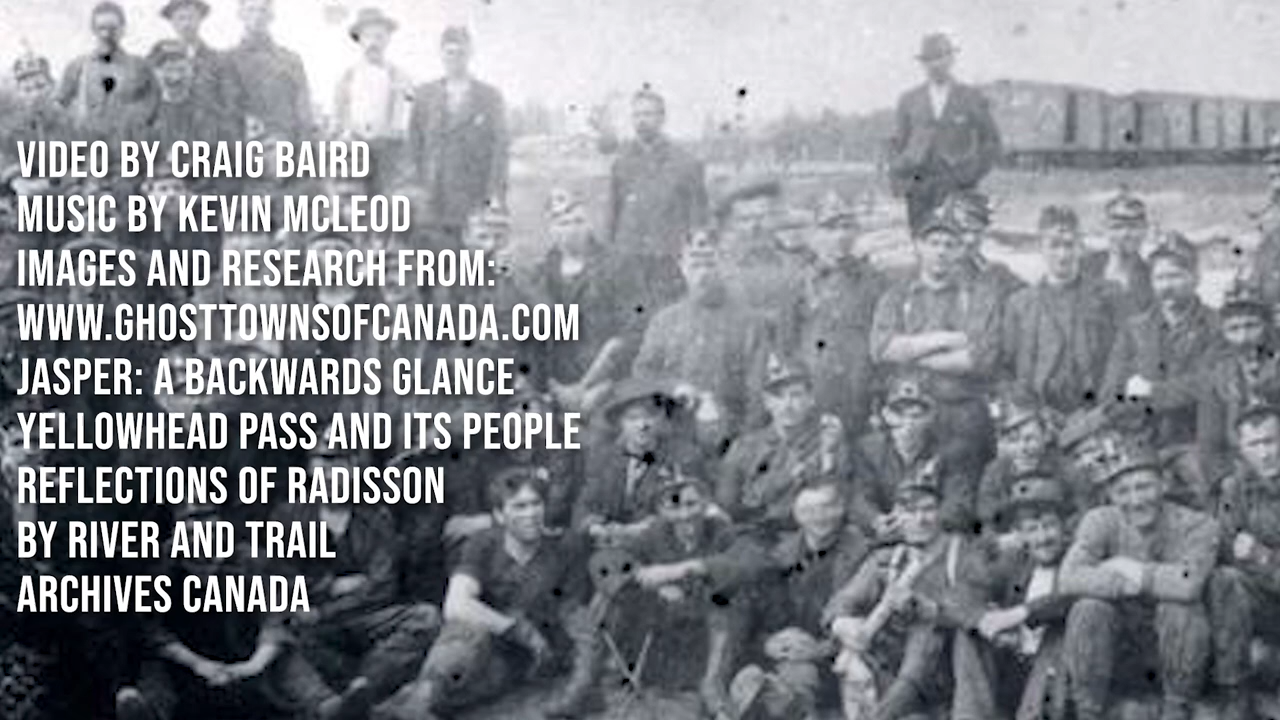 VIDEO BY CRAIG BAIRD
MUSIC BY KEVIN MCLEOD
IMAGES AND RESEARCH FROM:
WWW.GHOSTTOWNSOFCANADA.COM
JASPER: A BACKWARDS GLANCE
YELLOWHEAD PASS AND ITS PEOPLE
REFLECTIONS OF RADISSON
BY RIVER AND TRAIL
ARCHIVES CANADA